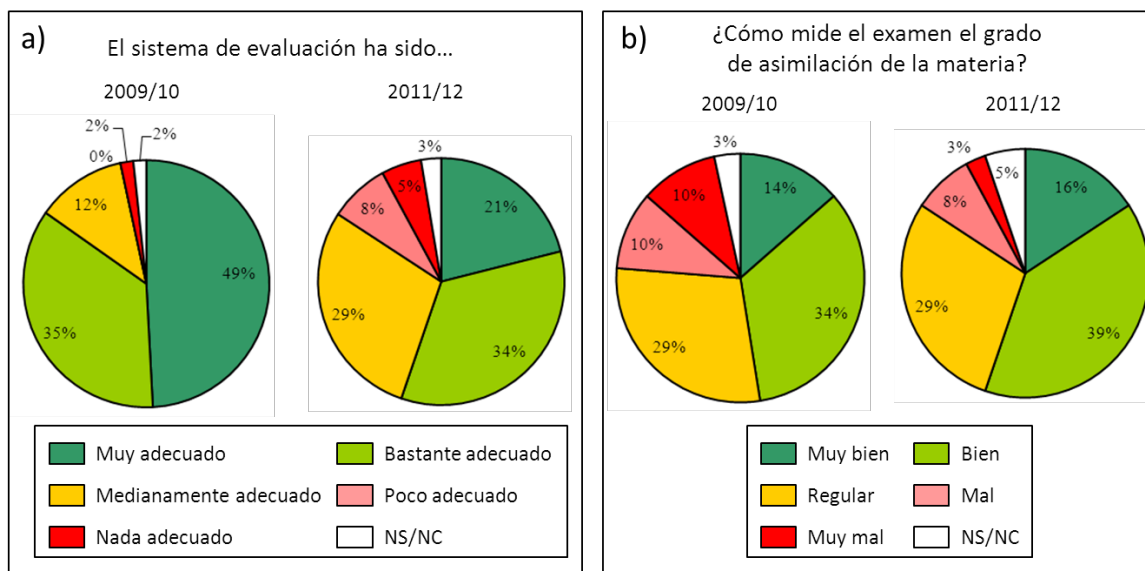 a)
El sistema de evaluación ha sido...
2009/10
2011/12
2%
2%
0%
12%
49%
35%
3%
5%
8%
21%
29%
34%
Muy adecuado
Bastante adecuado
Medianamente adecuado
Poco adecuado
Nada adecuado
NS/NC
b)
¿Cómo mide el examen el grado
de asimilación de la materia?
2009/10
2011/12
3%
10%
14%
10%
34%
29%
3%
5%
16%
8%
29%
39%
Muy bien
Bien
Regular
Mal
Muy mal
NS/NC